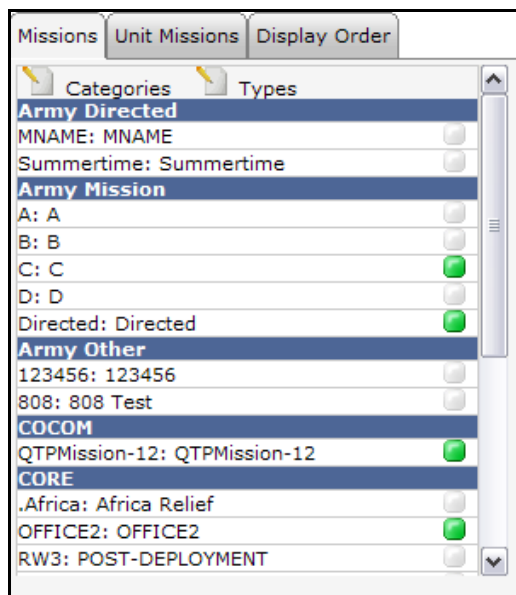 Missions Unit Missions Display Order
Categories Types
Army Directed
MNAME: MNAME
Summertime: Summertime
Army Mission
A: A
B: B
C: C
D: D
Directed: Directed
Army Other
123456: 123456
808: 808 Test
COCOM
QTPMission-12: QTPMission-12
CORE
.Africa: Africa Relief
OFFICE2: OFFICE2
RW3: POST-DEPLOYMENT